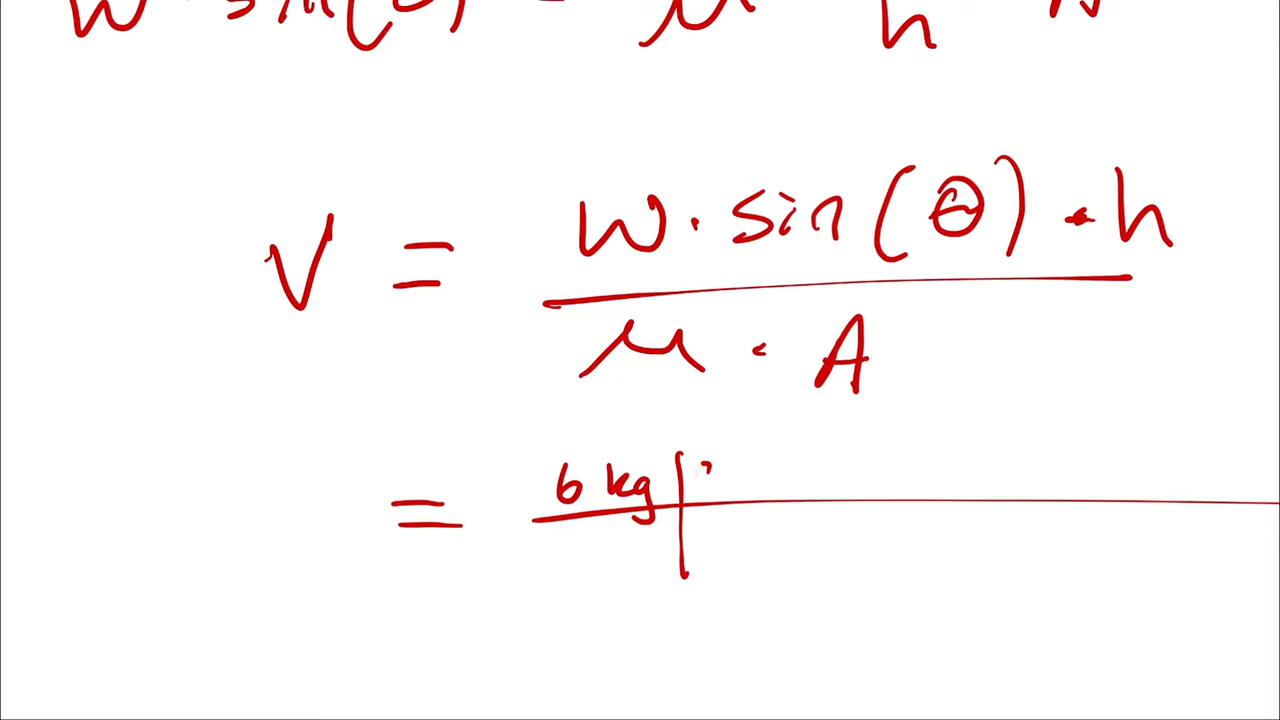 W · sin(θ) · h
V = ―――――
μ · A
= 6 kg |